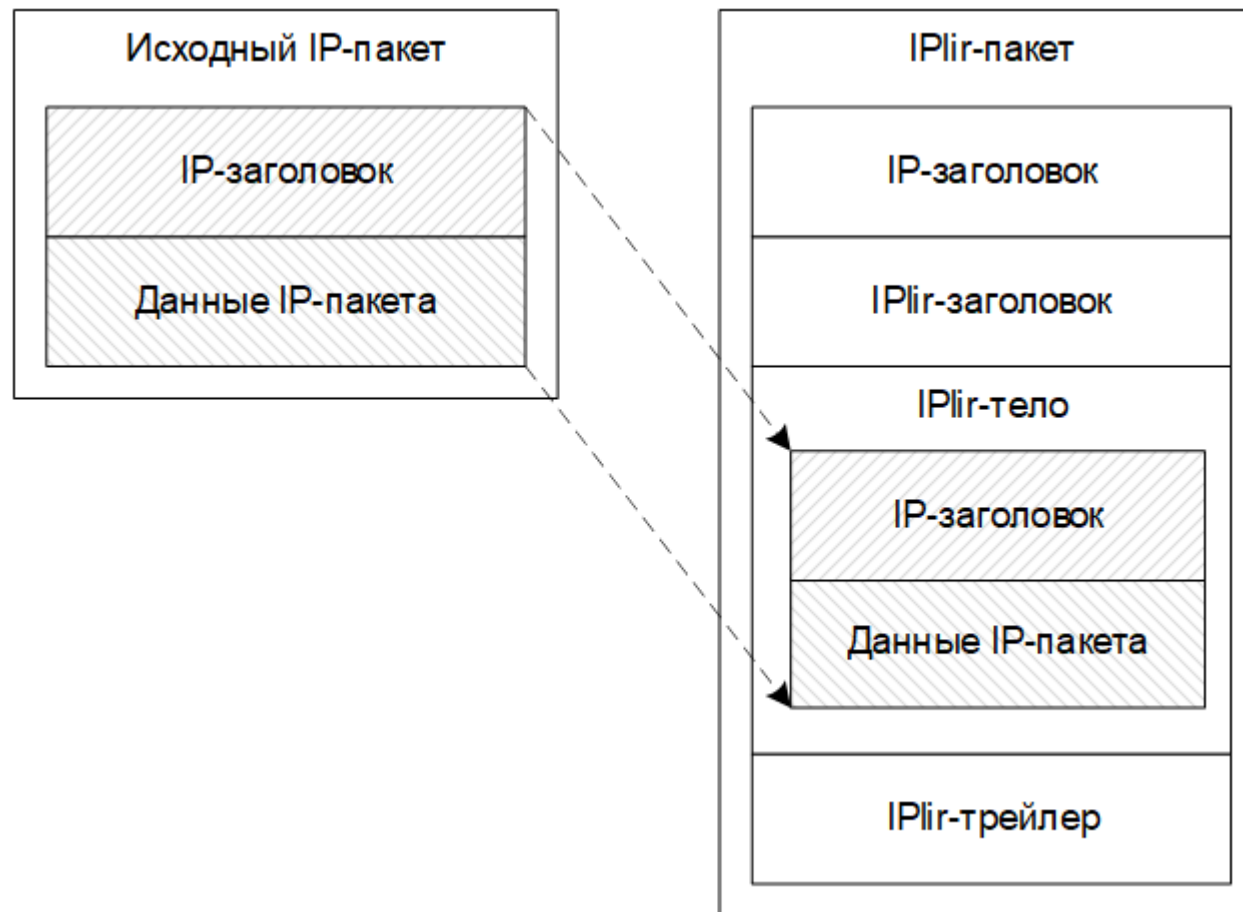 Исходный IP-пакет
IP-заголовок
Данные IP-пакета
IPlir-пакет
IP-заголовок
IPlir-заголовок
IPlir-тело
IP-заголовок
Данные IP-пакета
IPlir-трейлер